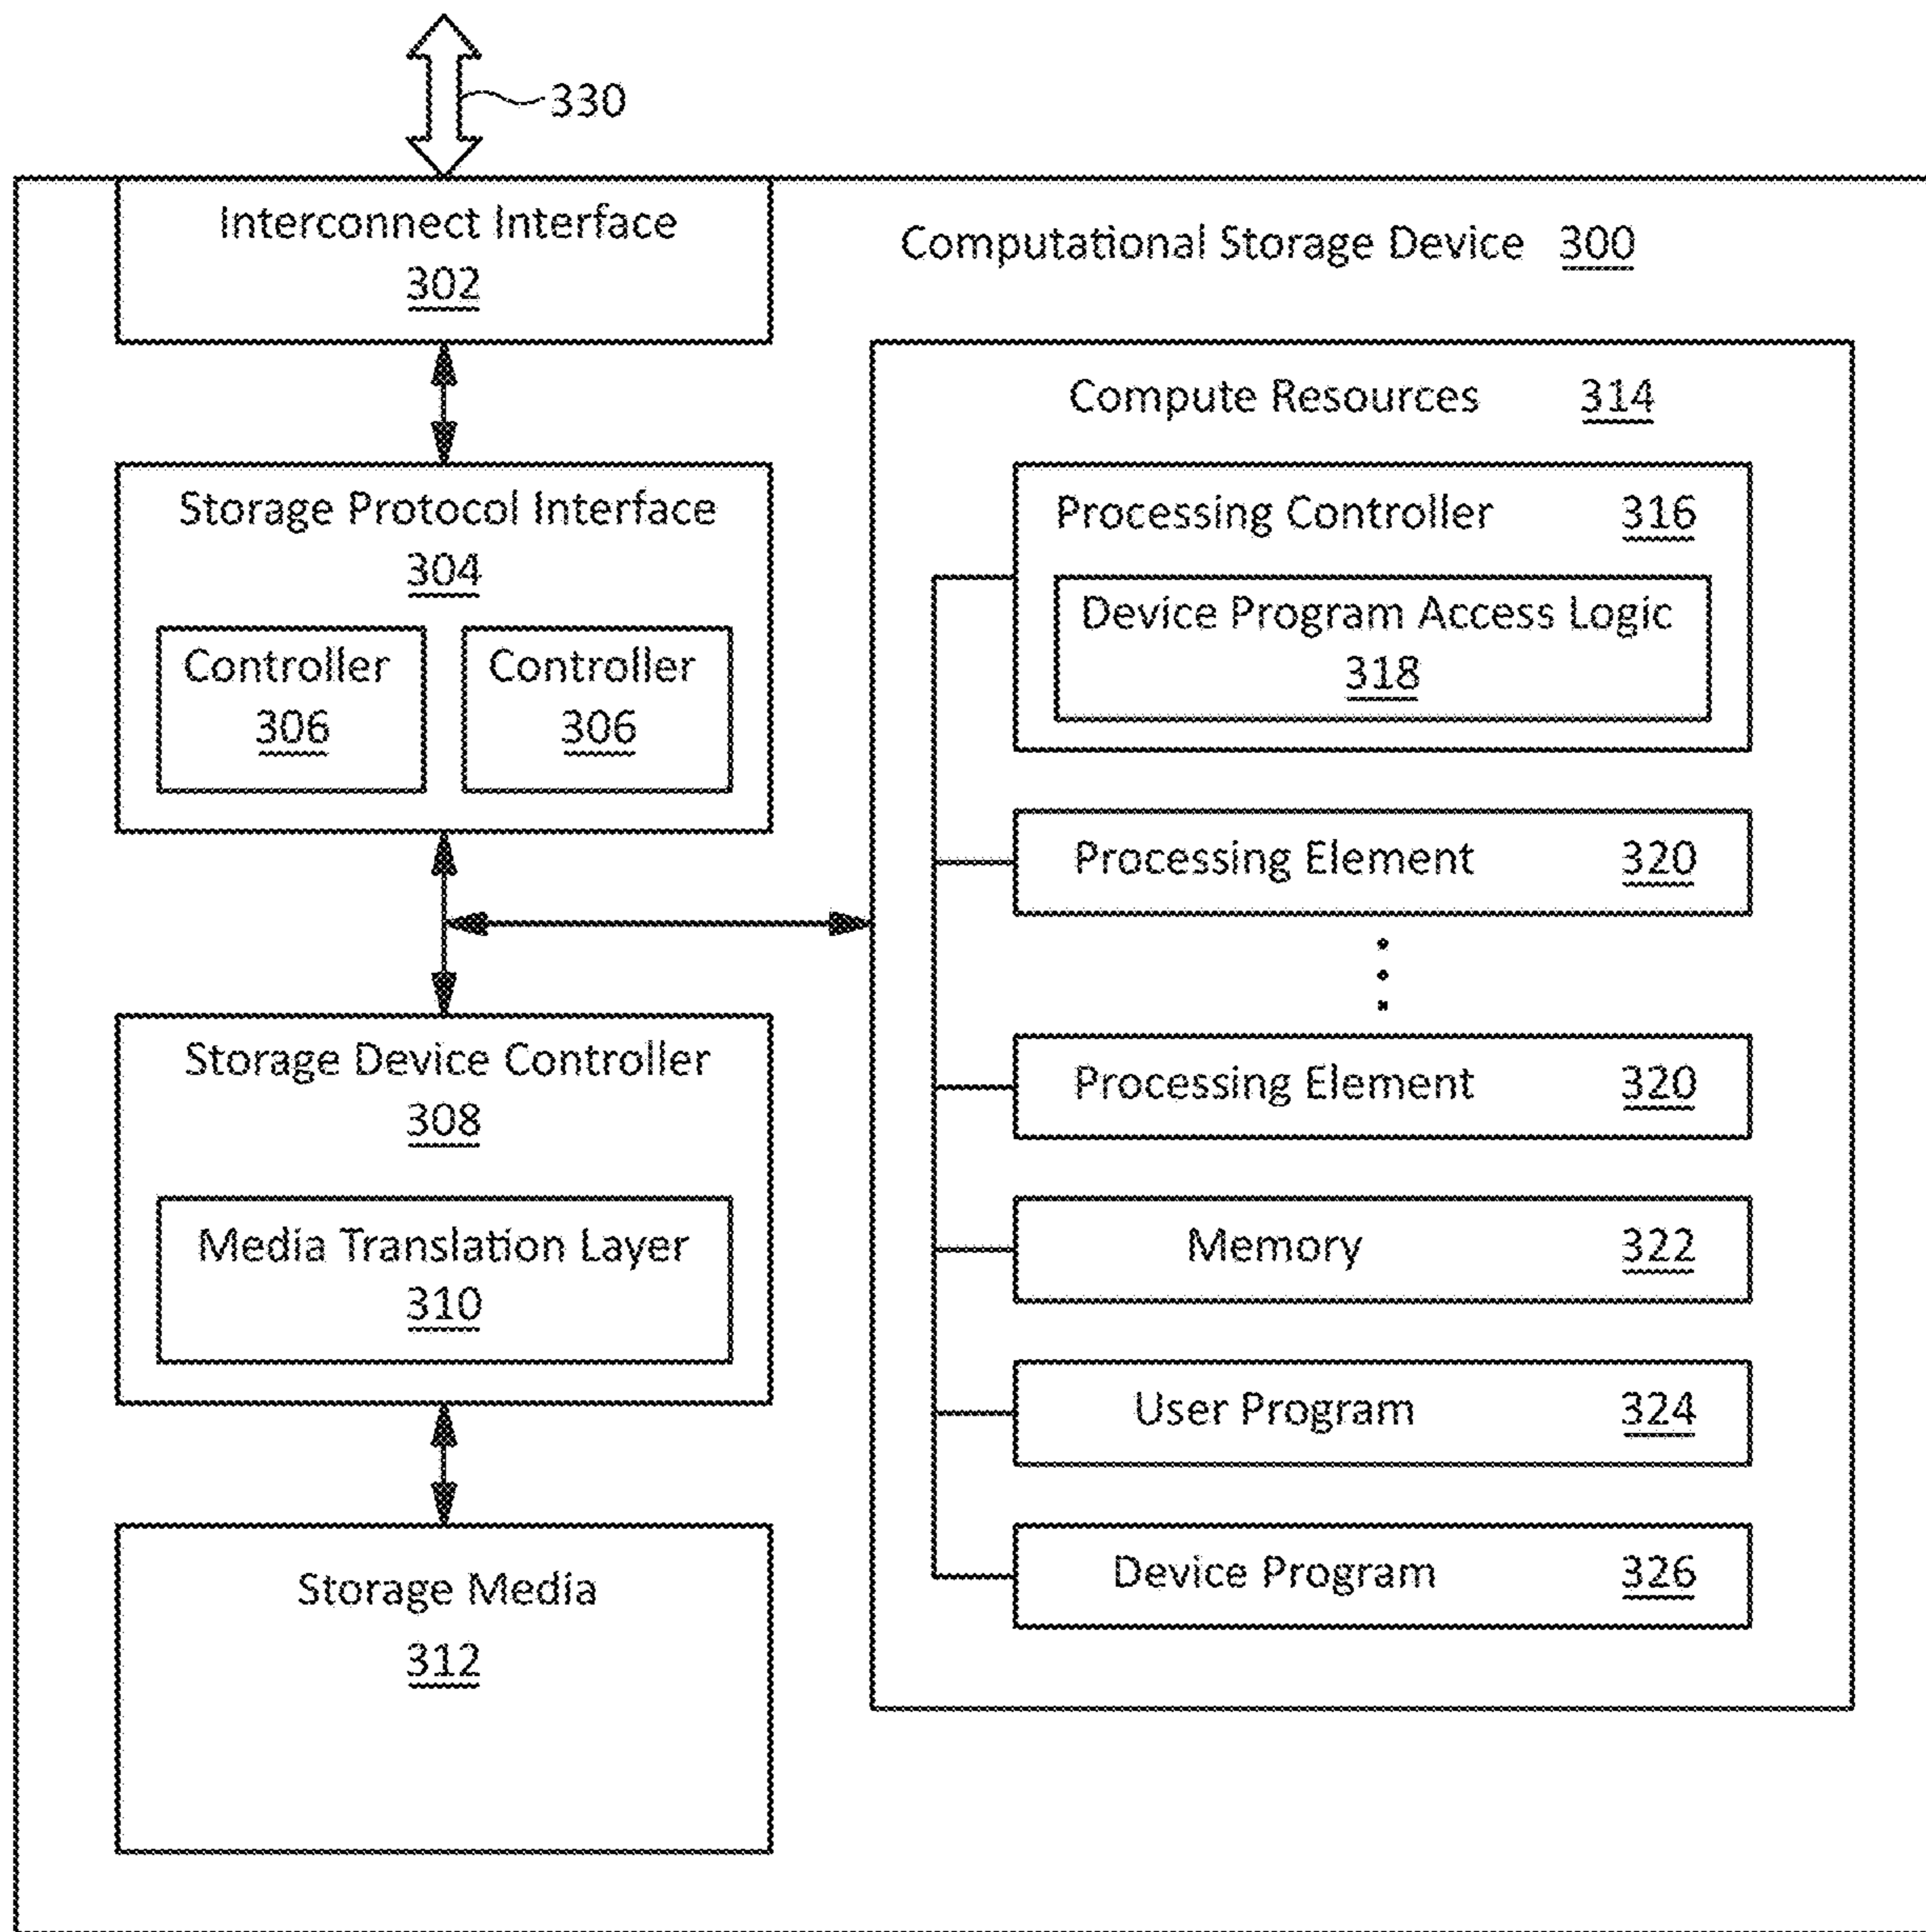 330
Interconnect Interface
302
Computational Storage Device 300
Storage Protocol Interface
304
Controller
306
Controller
306
Storage Device Controller
308
Media Translation Layer
310
Storage Media
312
Compute Resources 314
Processing Controller 316
Device Program Access Logic
318
Processing Element 320
Processing Element 320
Memory 322
User Program 324
Device Program 326